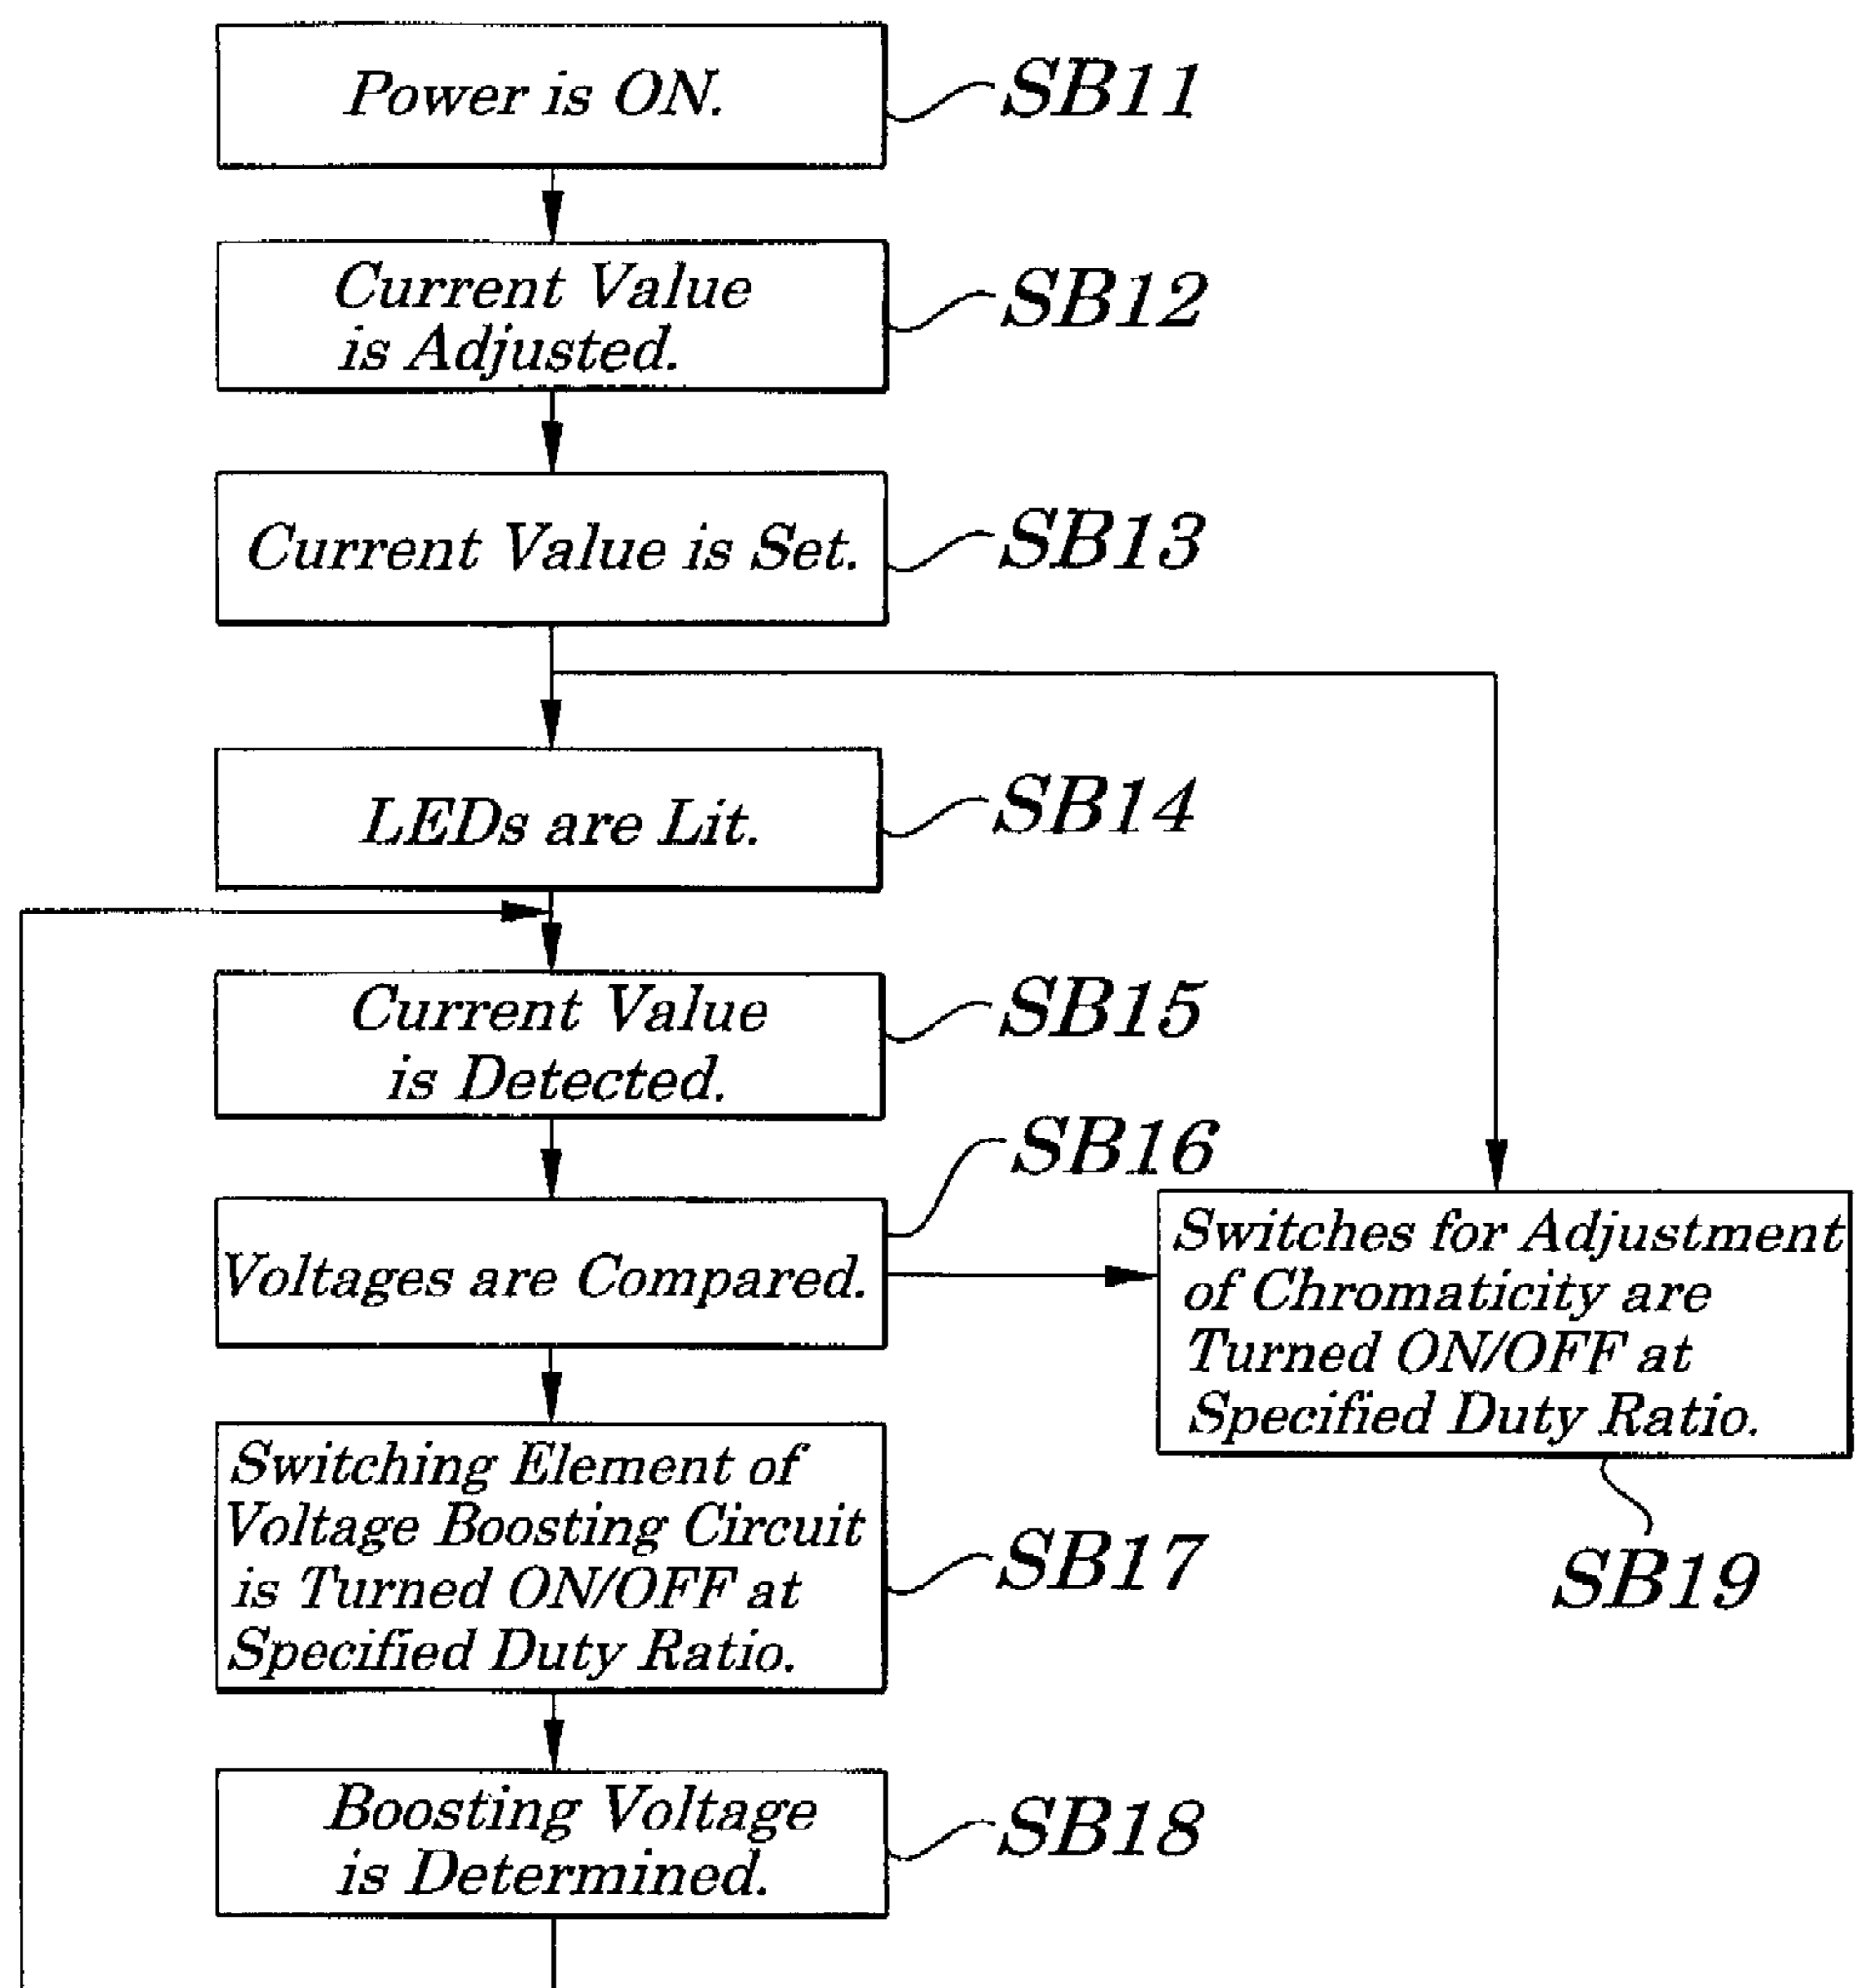 Power is ON.
SB11
Current Value
is Adjusted.
SB12
Current Value is Set.
SB13
LEDs are Lit.
SB14
Current Value
is Detected.
SB15
Voltages are Compared.
SB16
Switches for Adjustment
of Chromaticity are
Turned ON/OFF at
Specified Duty Ratio.
SB19
Switching Element of
Voltage Boosting Circuit
is Turned ON/OFF at
Specified Duty Ratio.
SB17
Boosting Voltage
is Determined.
SB18